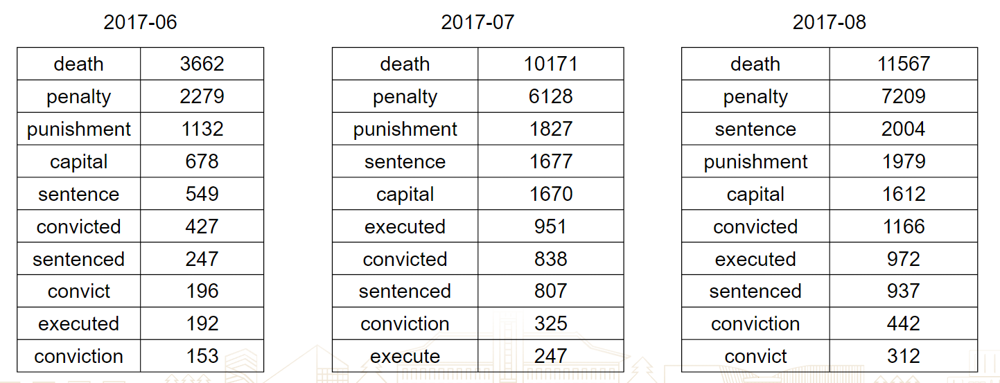 2017-06 2017-07 2017-08
death 3662 death 10171 death 11567
penalty 2279 penalty 6128 penalty 7209
punishment 1132 punishment 1827 sentence 2004
capital 678 sentence 1677 punishment 1979
sentence 549 capital 1670 capital 1612
convicted 427 executed 951 convicted 1166
sentenced 247 convicted 838 executed 972
convict 196 sentenced 807 sentenced 937
executed 192 conviction 325 conviction 442
conviction 153 execute 247 convict 312